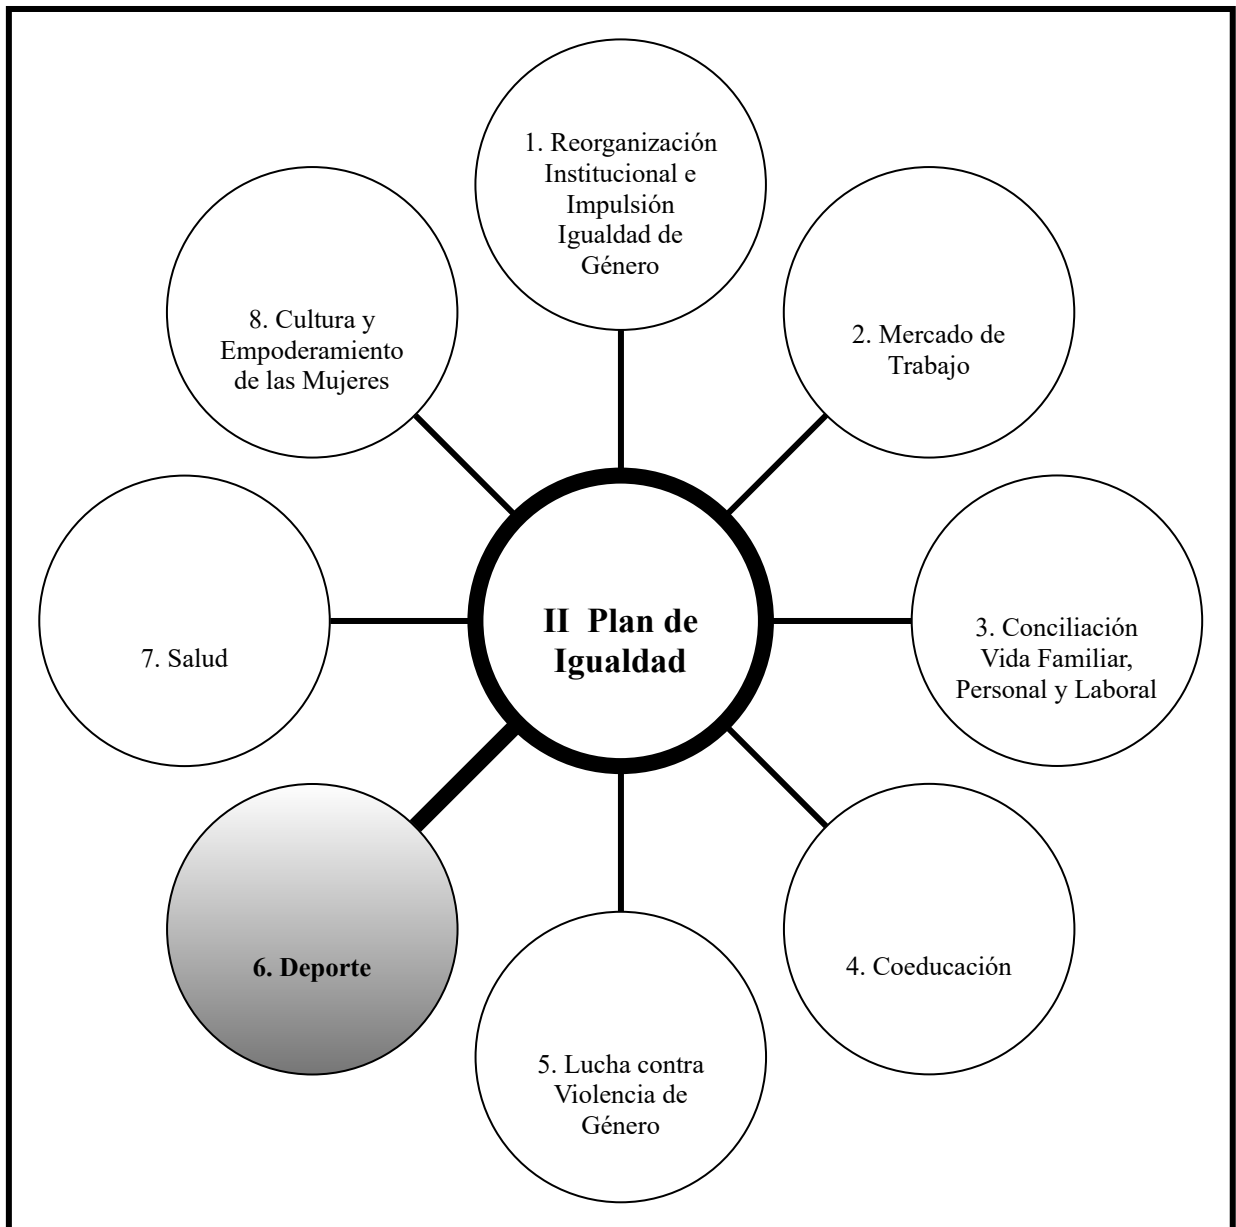 1. Reorganización
Institucional e
Impulsión
Igualdad de
Género
2. Mercado de
Trabajo
3. Conciliación
Vida Familiar,
Personal y Laboral
4. Coeducación
5. Lucha contra
Violencia de
Género
6. Deporte
7. Salud
8. Cultura y
Empoderamiento
de las Mujeres
II Plan de
Igualdad